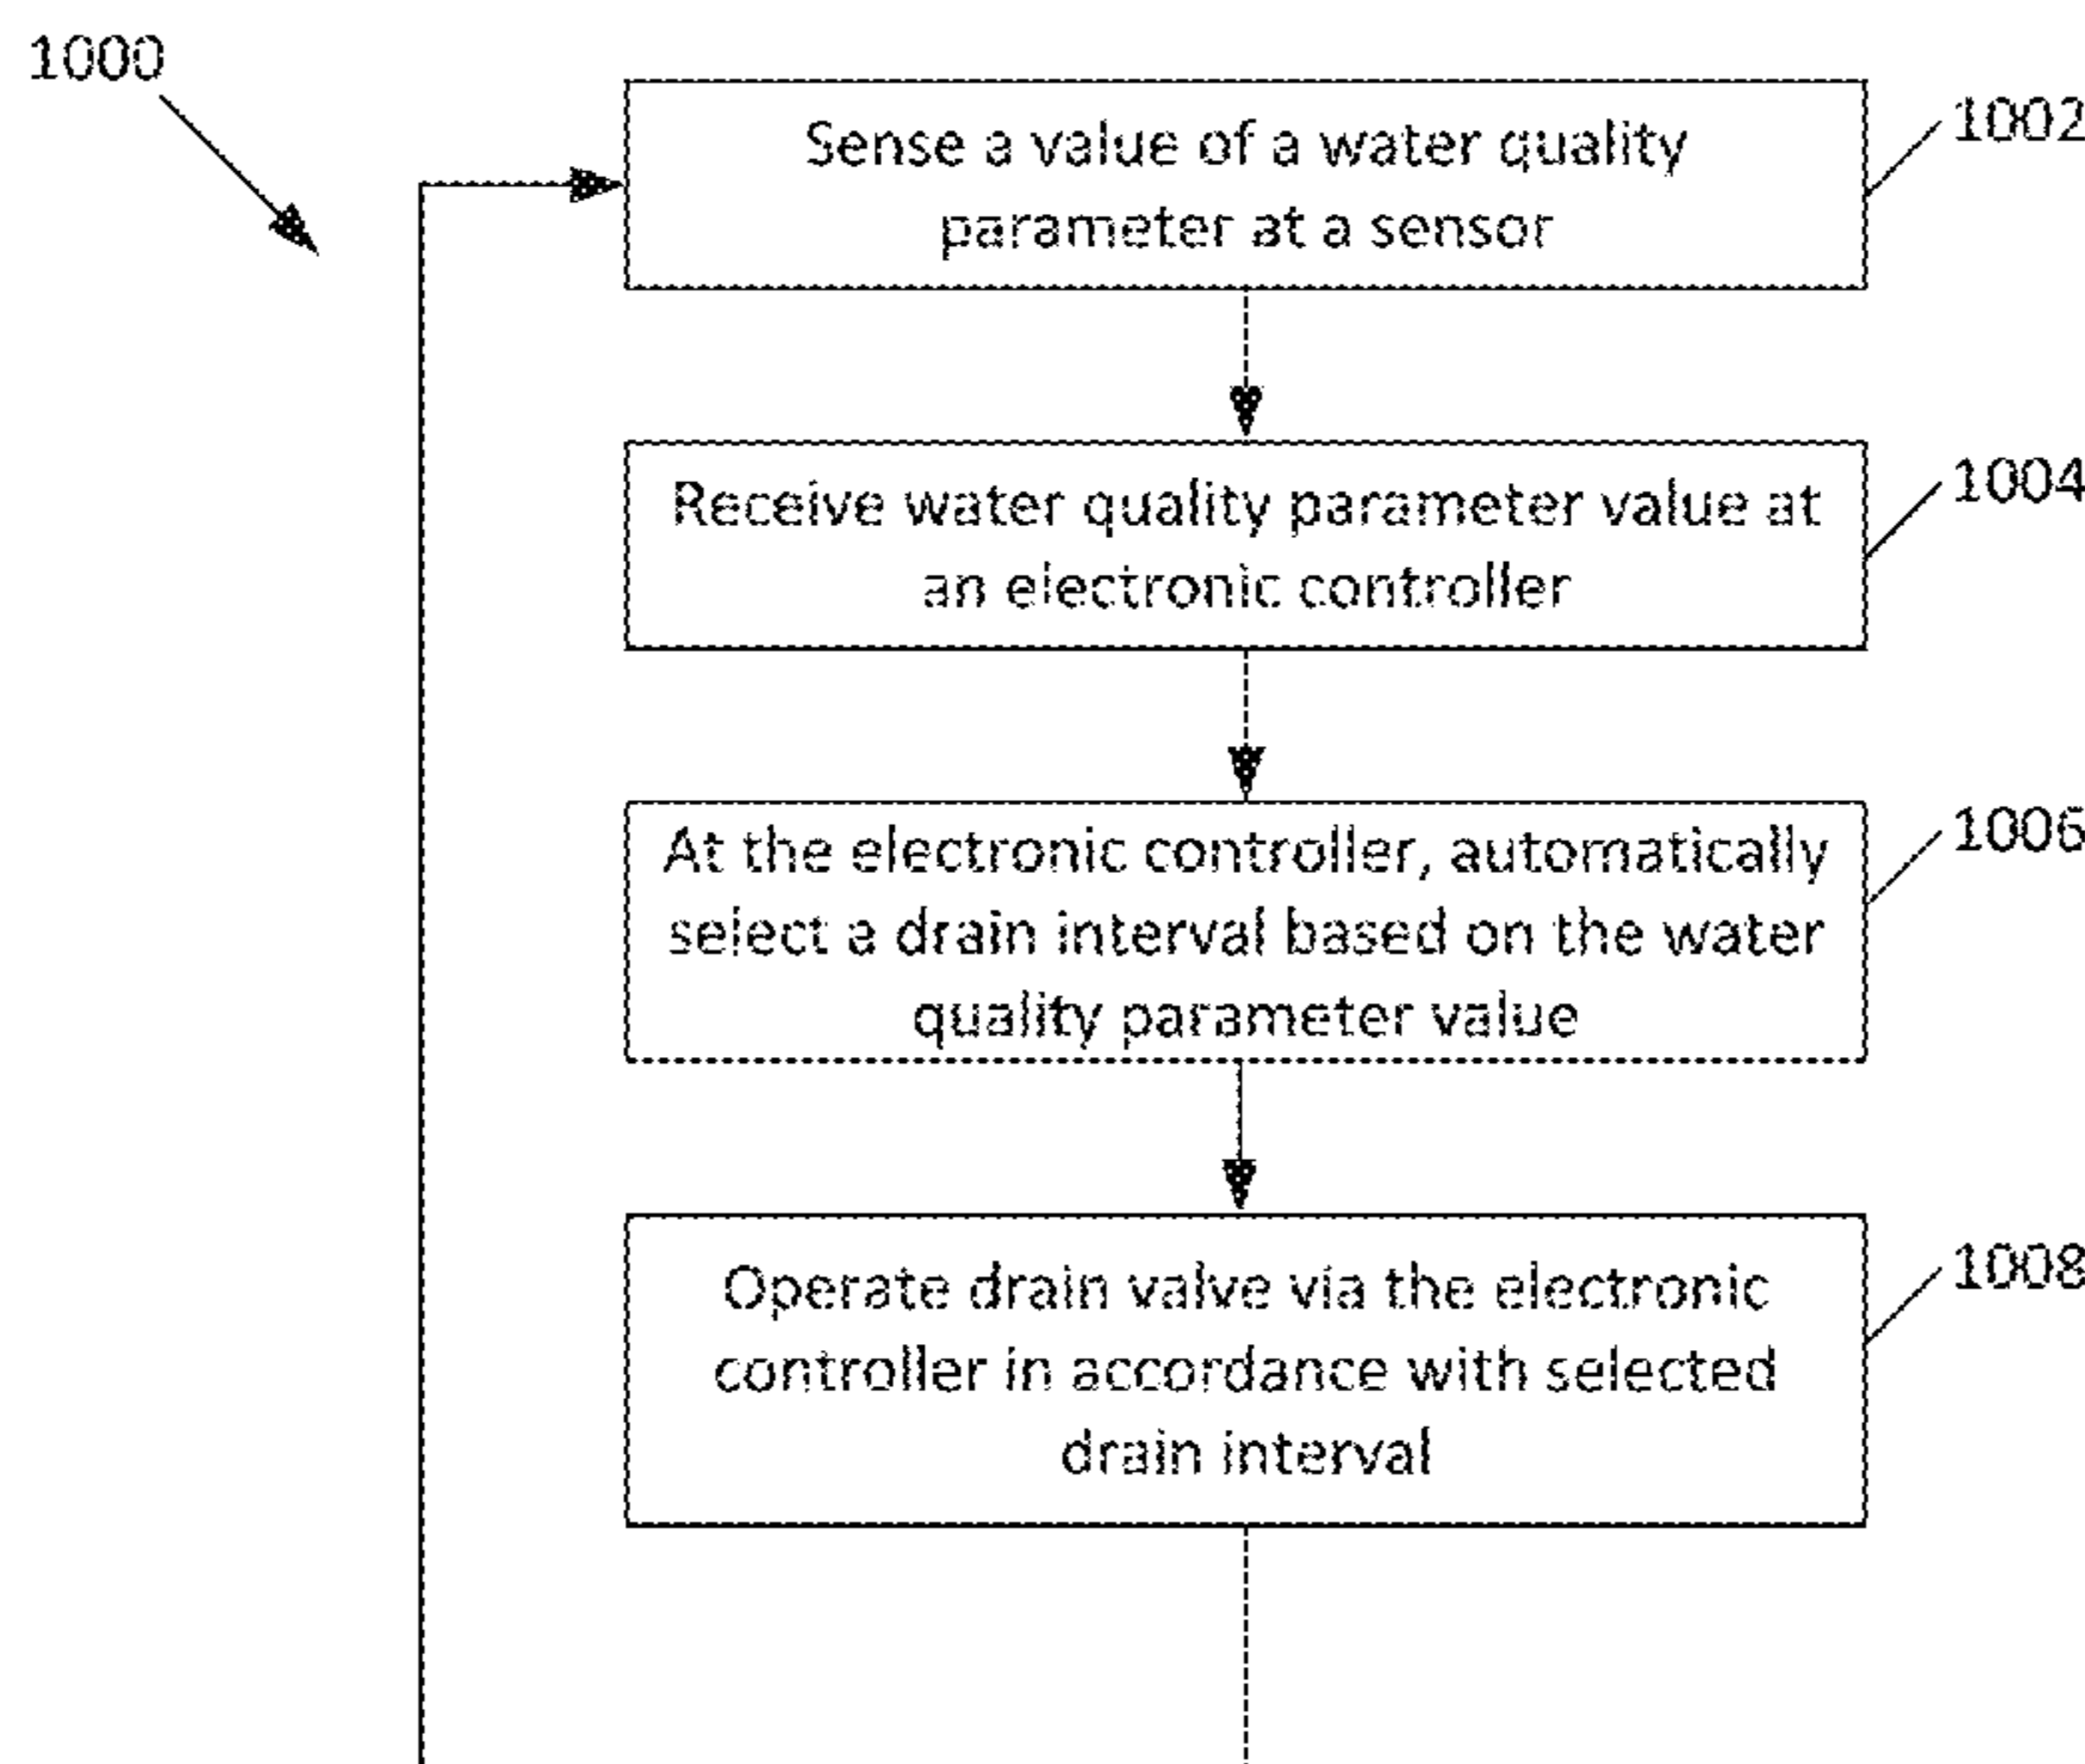 1000
Sense a value of a water quality
parameter at a sensor
1002
Receive water quality parameter value at
an electronic controller
1004
At the electronic controller, automatically
select a drain interval based on the water
quality parameter value
1006
Operate drain valve via the electronic
controller in accordance with selected
drain interval
1008